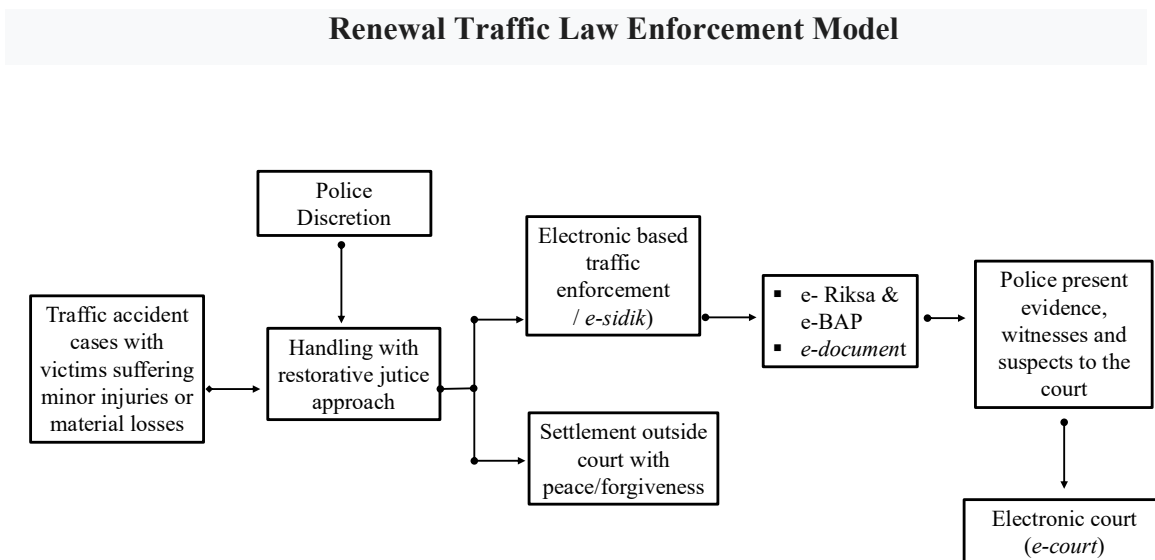 Renewal Traffic Law Enforcement Model
Police
Discretion
Traffic accident
cases with
victims suffering
minor injuries or
material losses
Handling with
restorative jutice
approach
Electronic based
traffic
enforcement
/ e-sidik)
Settlement outside
court with
peace/forgiveness
▪ e- Riksa &
e-BAP
▪ e-document
Police present
evidence,
witnesses and
suspects to the
court
Electronic court
(e-court)